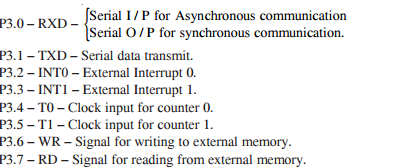 P3.0 – RXD – {Serial I / P for Asynchronous communication
Serial O / P for synchronous communication.
P3.1 – TXD – Serial data transmit.
P3.2 – INT0 – External Interrupt 0.
P3.3 – INT1 – External Interrupt 1.
P3.4 – T0 – Clock input for counter 0.
P3.5 – T1 – Clock input for counter 1.
P3.6 – WR – Signal for writing to external memory.
P3.7 – RD – Signal for reading from external memory.